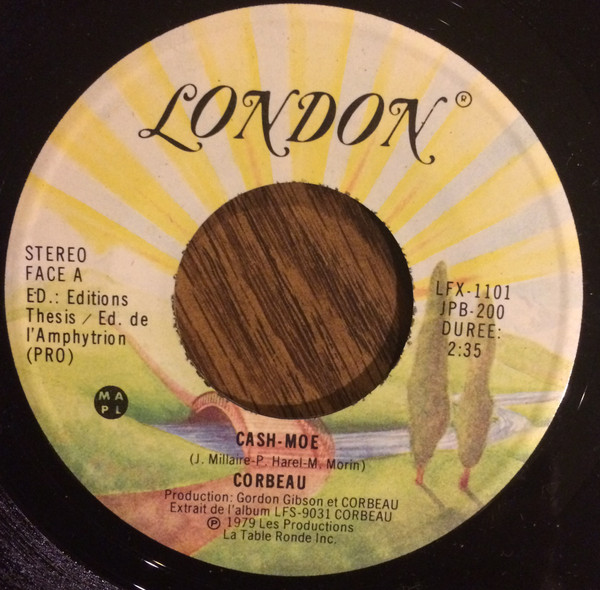 LONDON®
STEREO
FACE A
ED.: Editions
Thesis / Ed. de
l'Amphytrion
(PRO)
LFX-1101
JPB-200
DUREE:
2:35
M A
P L
CASH-MOE
(J. Millaire-P. Harel-M. Morin)
CORBEAU
Production: Gordon Gibson et CORBEAU
Extrait de l'album LFS-9031 CORBEAU
℗ 1979 Les Productions
La Table Ronde Inc.